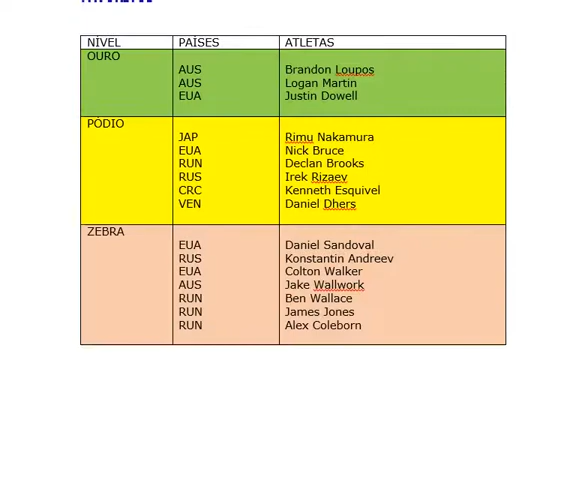 NÍVEL PAÍSES ATLETAS
OURO
AUS Brandon Loupos
AUS Logan Martin
EUA Justin Dowell
PÓDIO
JAP Rimu Nakamura
EUA Nick Bruce
RUN Declan Brooks
RUS Irek Rizaev
CRC Kenneth Esquivel
VEN Daniel Dhers
ZEBRA
EUA Daniel Sandoval
RUS Konstantin Andreev
EUA Colton Walker
AUS Jake Wallwork
RUN Ben Wallace
RUN James Jones
RUN Alex Coleborn